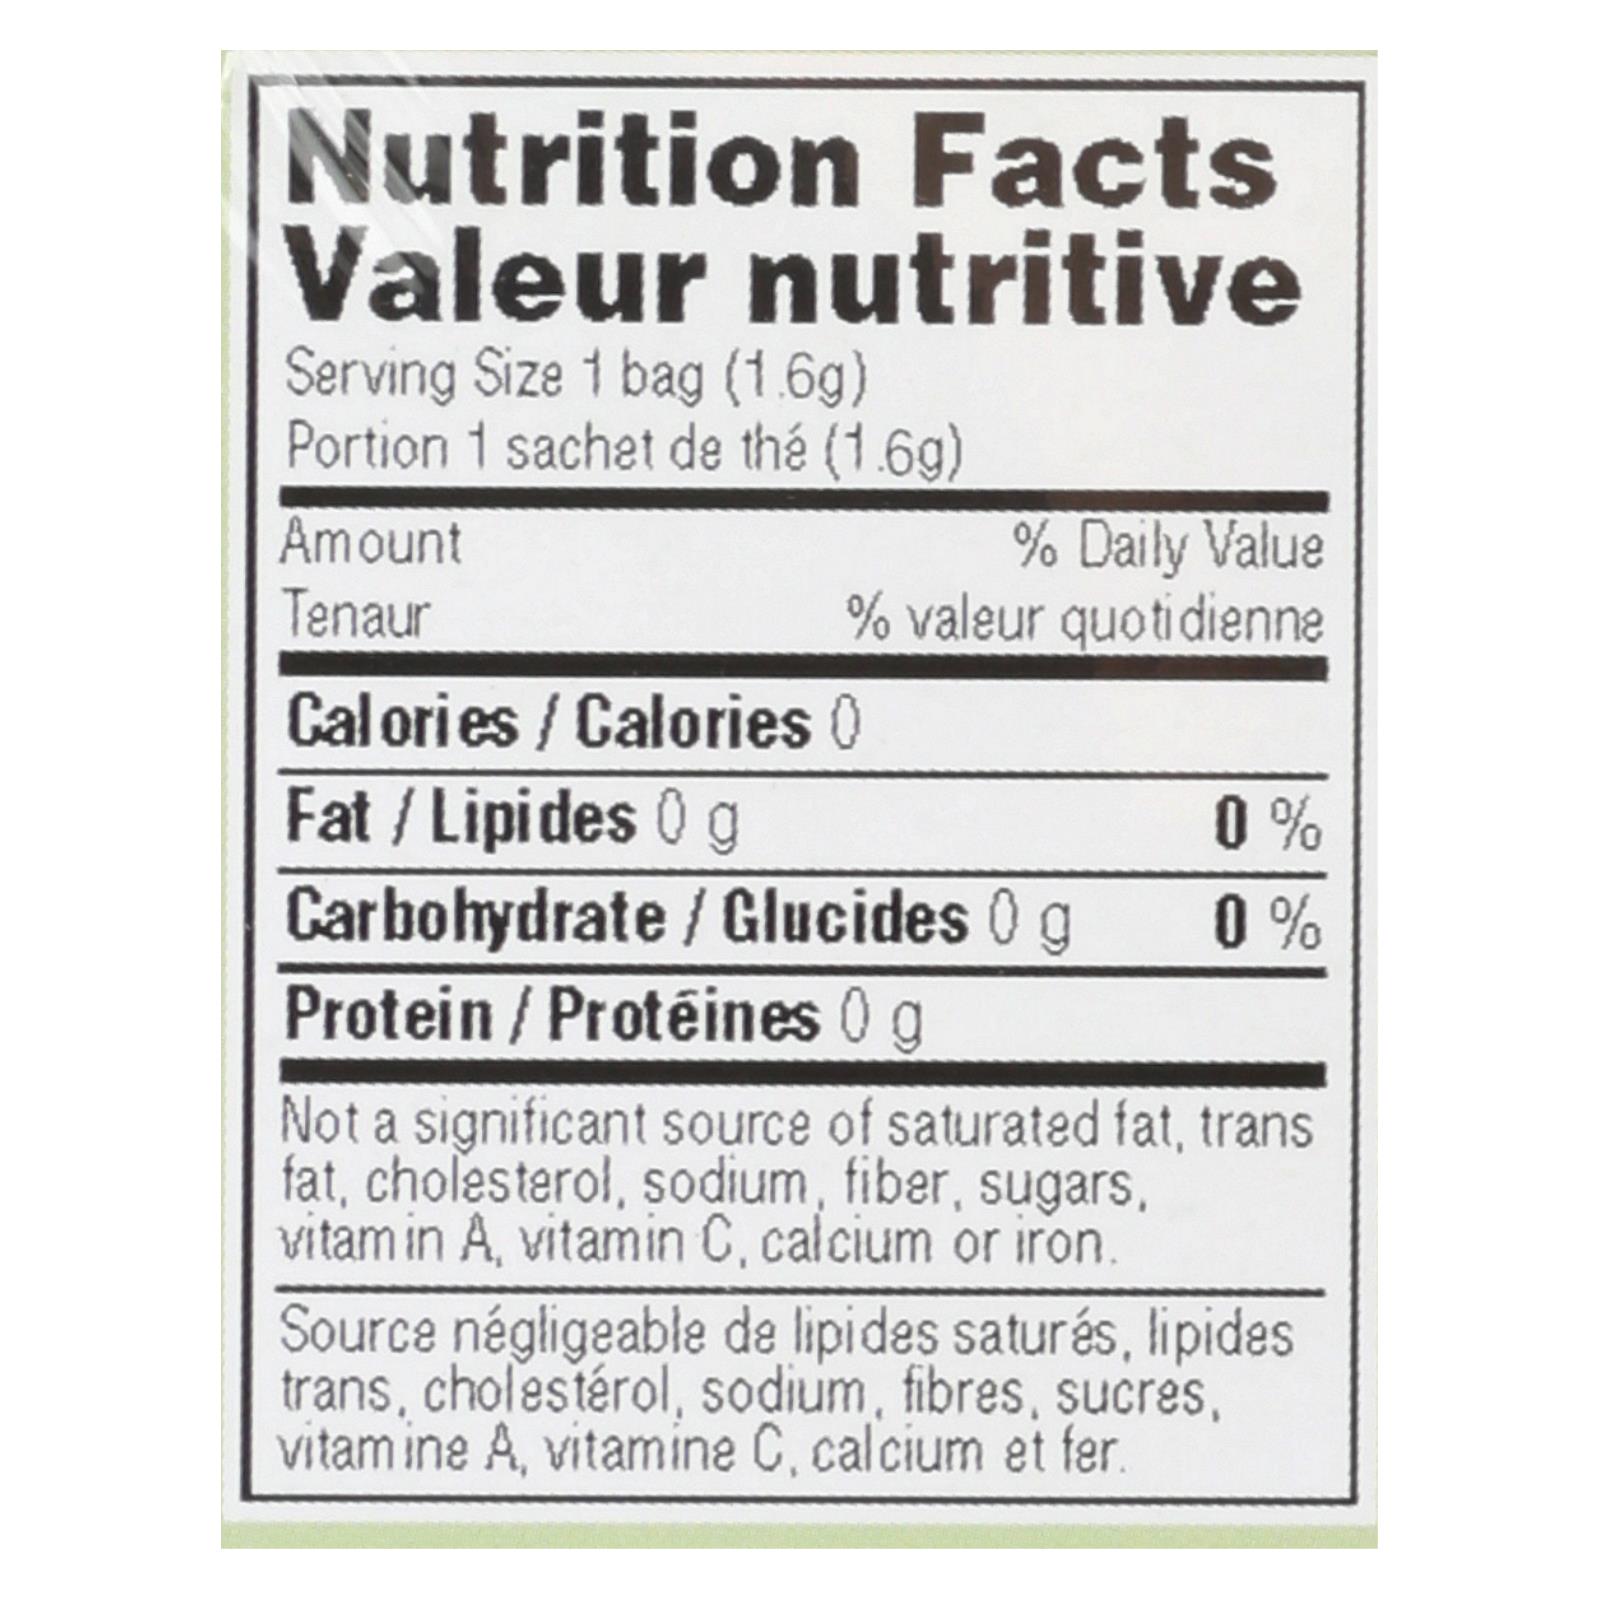 Nutrition Facts
Valeur nutritive
Serving Size 1 bag (1.6g)
Portion 1 sachet de thé (1.6g)
Amount % Daily Value
Tenaur % valeur quotidienne
Calories / Calories 0
Fat / Lipides 0 g 0 %
Carbohydrate / Glucides 0 g 0 %
Protein / Protéines 0 g
Not a significant source of saturated fat, trans
fat, cholesterol, sodium, fiber, sugars,
vitamin A, vitamin C, calcium or iron.
Source négligeable de lipides saturés, lipides
trans, cholestérol, sodium, fibres, sucres,
vitamine A, vitamine C, calcium et fer.